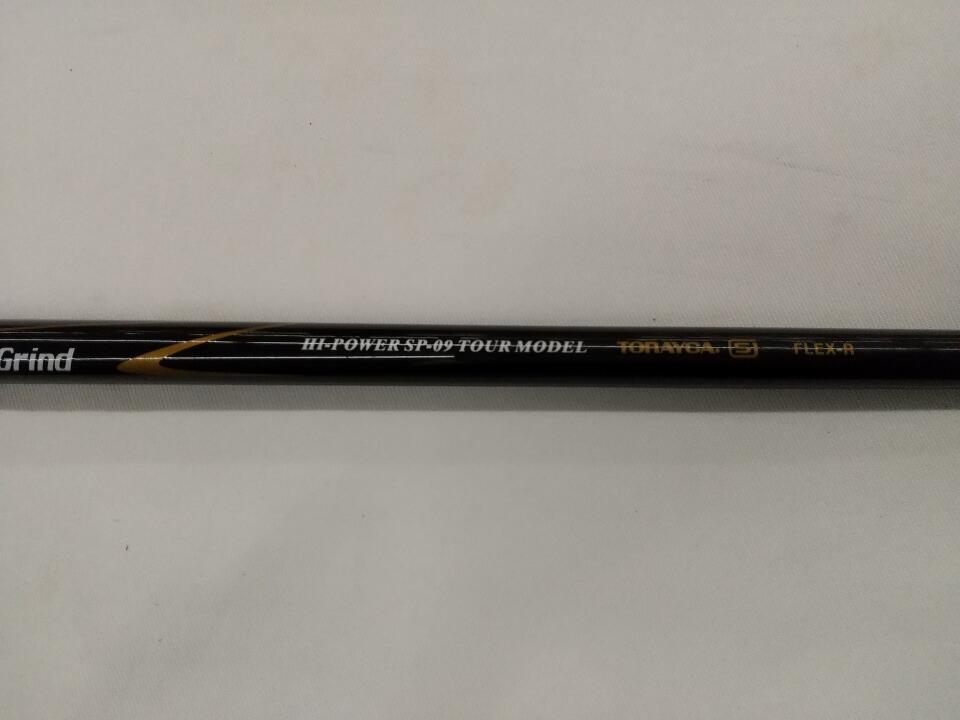 Grind HI-POWER SP-09 TOUR MODEL TORAYCA® S FLEX-R